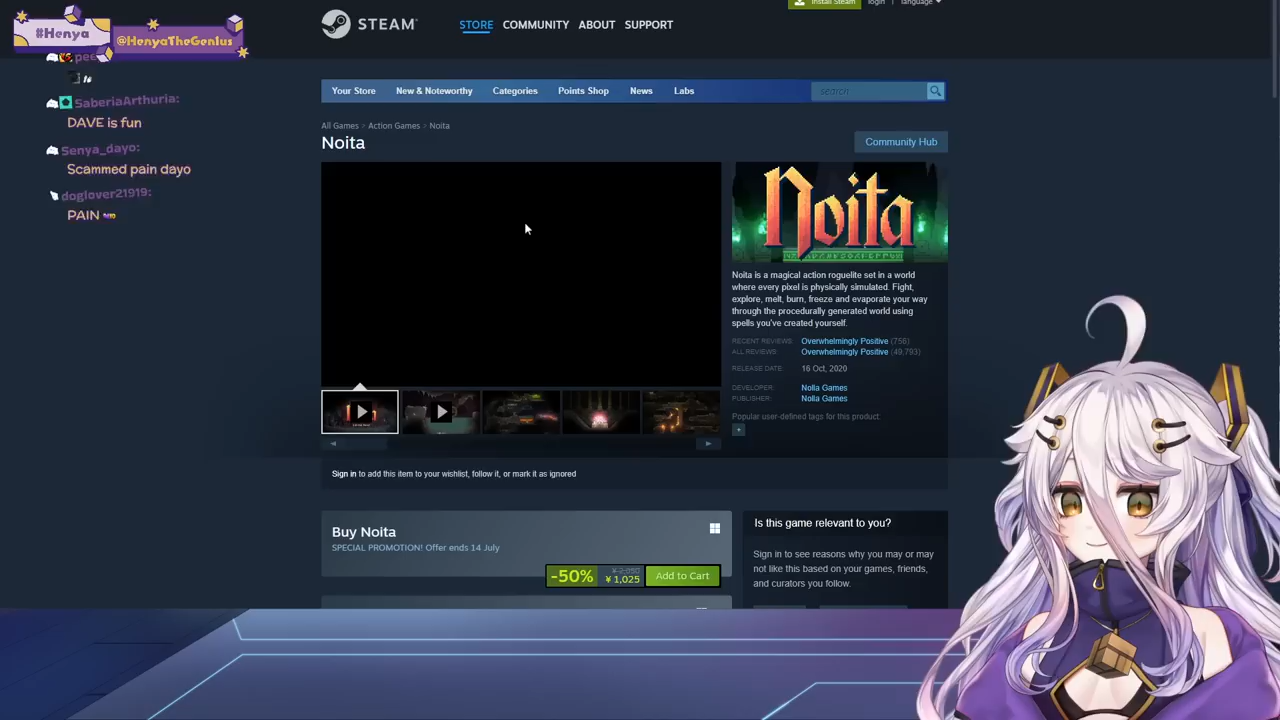 #Henya
@HenyaTheGenius
SaberiaArthuria:
DAVE is fun
Senya_dayo:
Scammed pain dayo
doglover21919:
PAIN
STEAM
STORE
COMMUNITY
ABOUT
SUPPORT
Install Steam
login
language
Your Store
New & Noteworthy
Categories
Points Shop
News
Labs
search
All Games > Action Games > Noita
Noita
Community Hub
Noita
Noita is a magical action roguelite set in a world
where every pixel is physically simulated. Fight,
explore, melt, burn, freeze and evaporate your way
through the procedurally generated world using
spells you've created yourself.
RECENT REVIEWS: Overwhelmingly Positive (756)
ALL REVIEWS: Overwhelmingly Positive (49,793)
RELEASE DATE: 16 Oct, 2020
DEVELOPER: Nolla Games
PUBLISHER: Nolla Games
Popular user-defined tags for this product:
+
Sign in to add this item to your wishlist, follow it, or mark it as ignored
Buy Noita
SPECIAL PROMOTION! Offer ends 14 July
-50%
¥ 2,050
¥ 1,025
Add to Cart
Is this game relevant to you?
Sign in to see reasons why you may or may
not like this based on your games, friends,
and curators you follow.